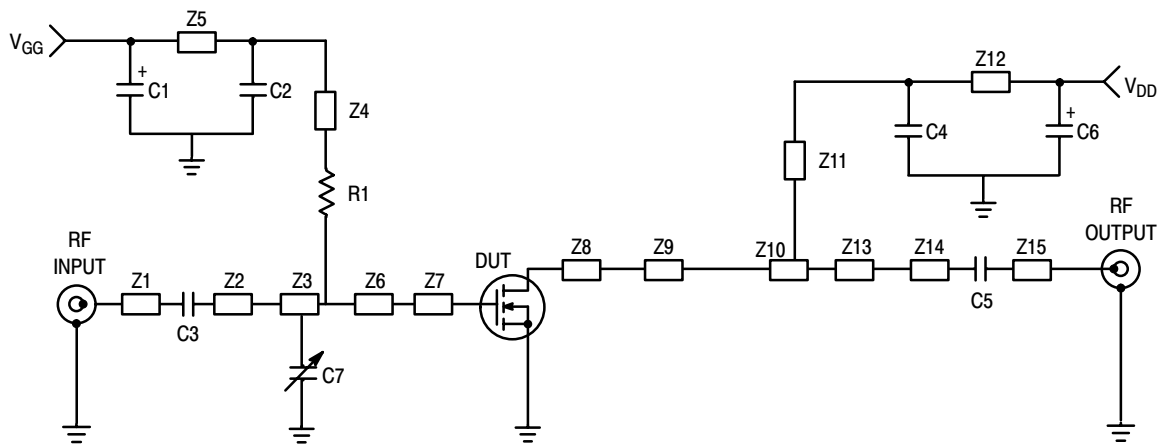 Z5
VGG
+
C1
C2
Z4
R1
Z12
VDD
C4
+
C6
Z11
RF
INPUT
Z1
C3
Z2
Z3
C7
Z6
Z7
DUT
Z8
Z9
Z10
Z13
Z14
C5
Z15
RF
OUTPUT